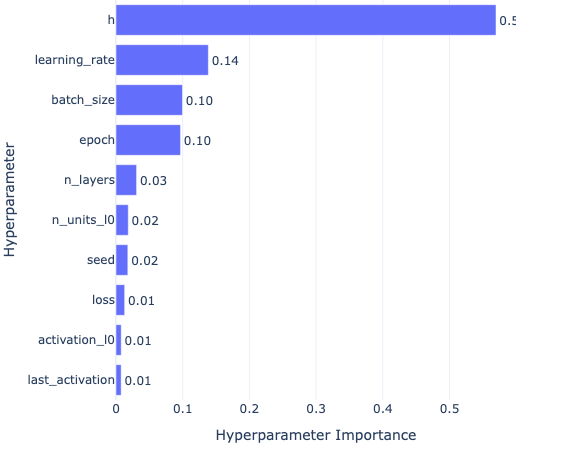 h 0.5
learning_rate 0.14
batch_size 0.10
epoch 0.10
n_layers 0.03
n_units_l0 0.02
seed 0.02
loss 0.01
activation_l0 0.01
last_activation 0.01
Hyperparameter
0 0.1 0.2 0.3 0.4 0.5
Hyperparameter Importance